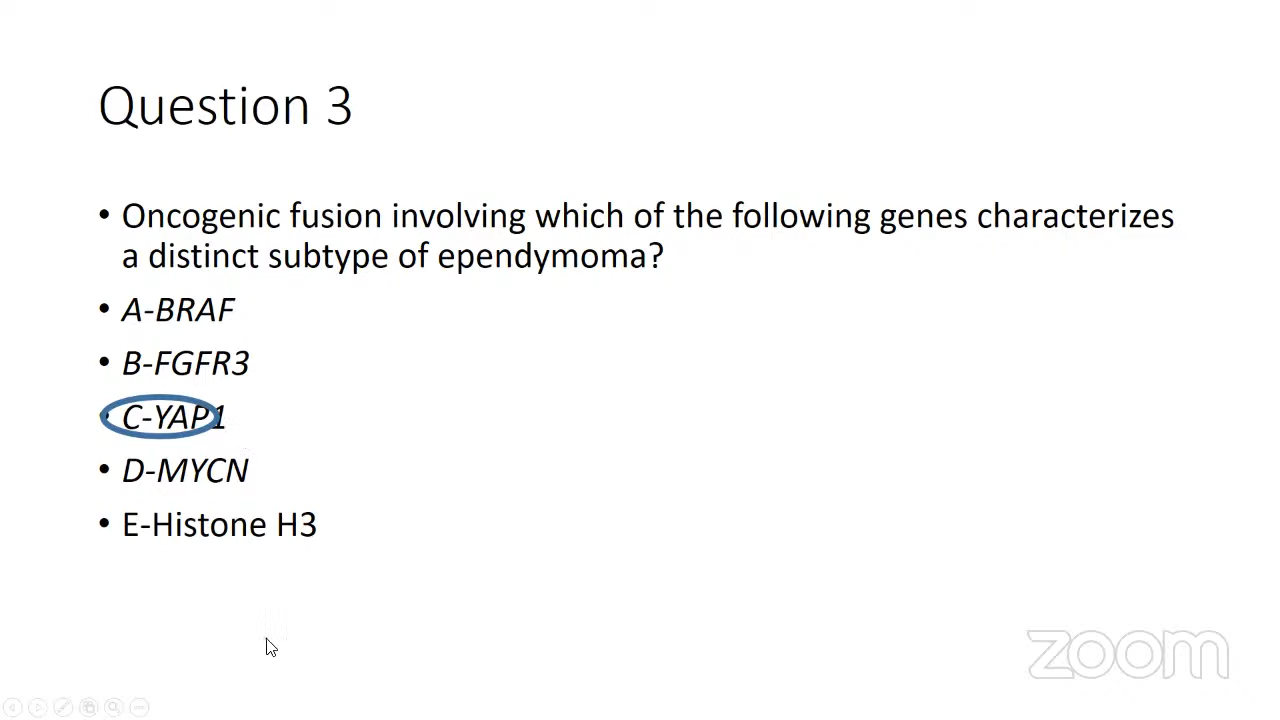 Question 3
• Oncogenic fusion involving which of the following genes characterizes
a distinct subtype of ependymoma?
• A-BRAF
• B-FGFR3
• C-YAP1
• D-MYCN
• E-Histone H3
zoom